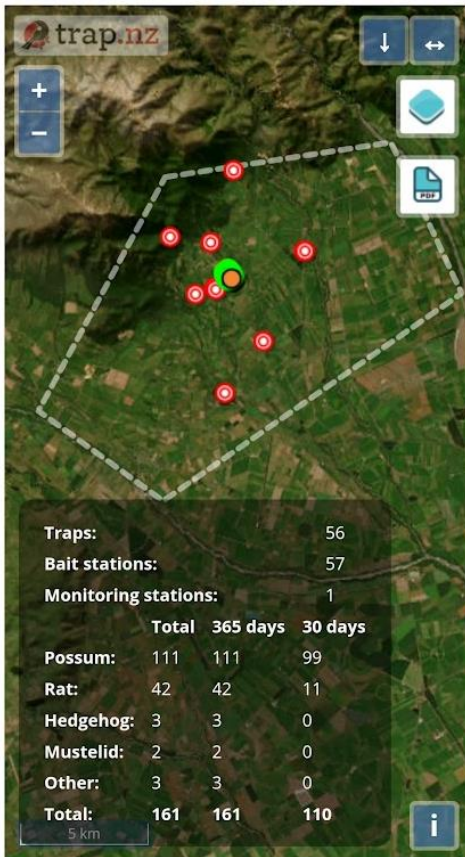 trap.nz
↓ ↔
+
−
PDF
Traps: 56
Bait stations: 57
Monitoring stations: 1
Total 365 days 30 days
Possum: 111 111 99
Rat: 42 42 11
Hedgehog: 3 3 0
Mustelid: 2 2 0
Other: 3 3 0
Total: 161 161 110
5 km
i